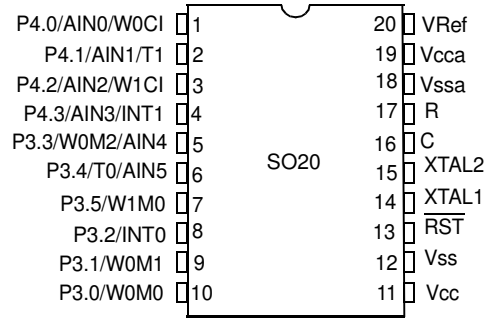 P4.0/AIN0/W0CI 1 20 VRef
P4.1/AIN1/T1 2 19 Vcca
P4.2/AIN2/W1CI 3 18 Vssa
P4.3/AIN3/INT1 4 17 R
P3.3/W0M2/AIN4 5 16 C
P3.4/T0/AIN5 6 SO20 15 XTAL2
P3.5/W1M0 7 14 XTAL1
P3.2/INT0 8 13 RST
P3.1/W0M1 9 12 Vss
P3.0/W0M0 10 11 Vcc